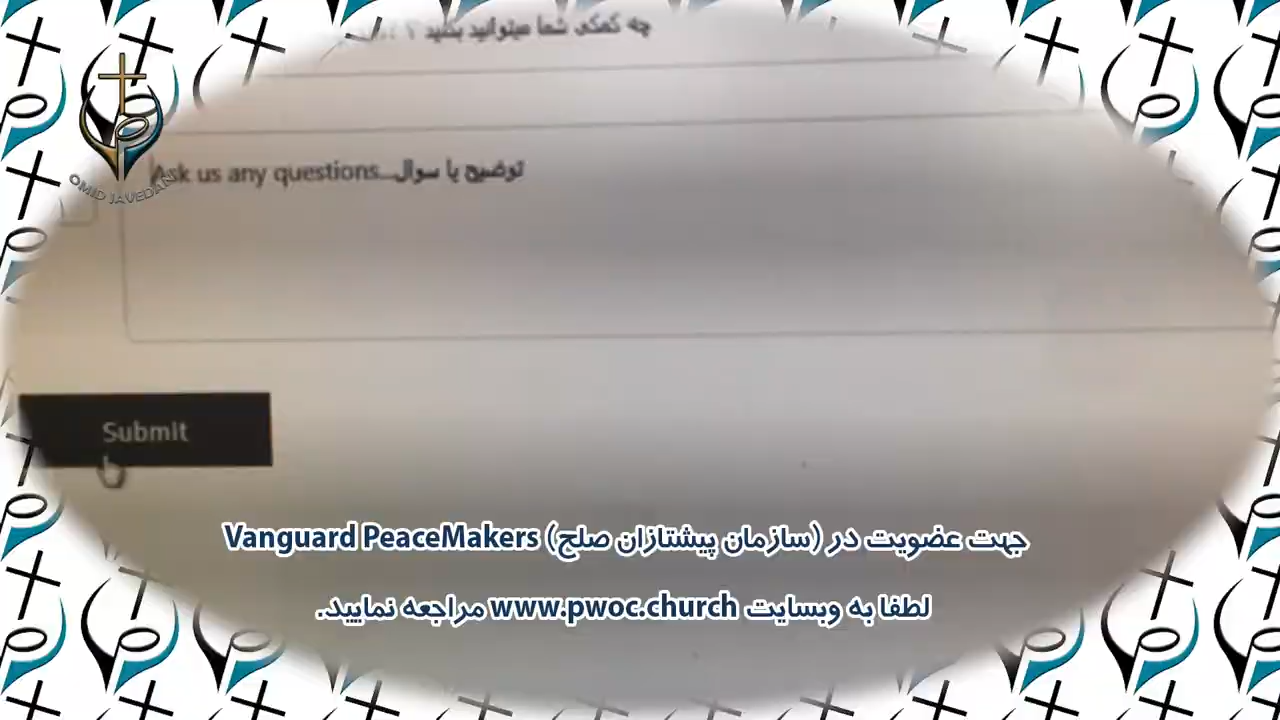 چه کمکی شما میتوانید بکنید ؟
OMID JAVEDAN
Ask us any questions...توضیح یا سوال
Submit
جهت عضویت در (سازمان پیشتازان صلح) Vanguard PeaceMakers
لطفا به وبسایت www.pwoc.church مراجعه نمایید.